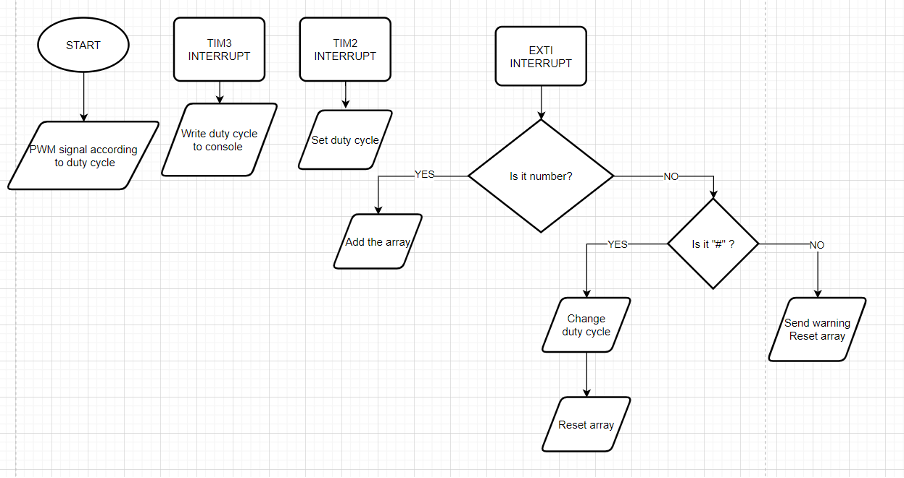 START
TIM3
INTERRUPT
TIM2
INTERRUPT
EXTI
INTERRUPT
PWM signal according
to duty cycle
Write duty cycle
to console
Set duty cycle
Is it number?
YES
NO
Add the array
Is it "#" ?
YES
NO
Change
duty cycle
Send warning
Reset array
Reset array